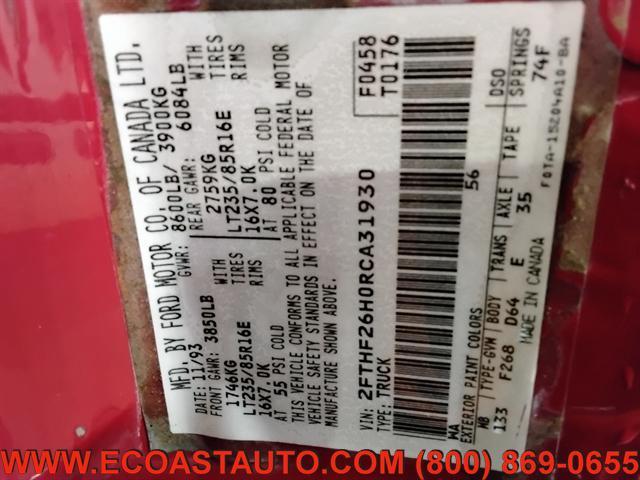 MFD. BY FORD MOTOR CO. OF CANADA LTD.
DATE: 11/93 GVWR: 8600LB/ 3900KG
FRONT GAWR: 3850LB REAR GAWR: 6084LB
1746KG WITH 2759KG WITH
LT235/85R16E TIRES LT235/85R16E TIRES
16X7.0K RIMS 16X7.0K RIMS
AT 55 PSI COLD AT 80 PSI COLD
THIS VEHICLE CONFORMS TO ALL APPLICABLE FEDERAL MOTOR
VEHICLE SAFETY STANDARDS IN EFFECT ON THE DATE OF
MANUFACTURE SHOWN ABOVE.
F0458
T0176
VIN: 2FTHF26H0RCA31930
TYPE: TRUCK
56
WA
EXTERIOR PAINT COLORS DSO
WB TYPE-GVW BODY TRANS AXLE TAPE SPRINGS
133 F268 D64 E 35 74F
MADE IN CANADA
F0TA-15204A10-BA
WWW.ECOASTAUTO.COM (800) 869-0655